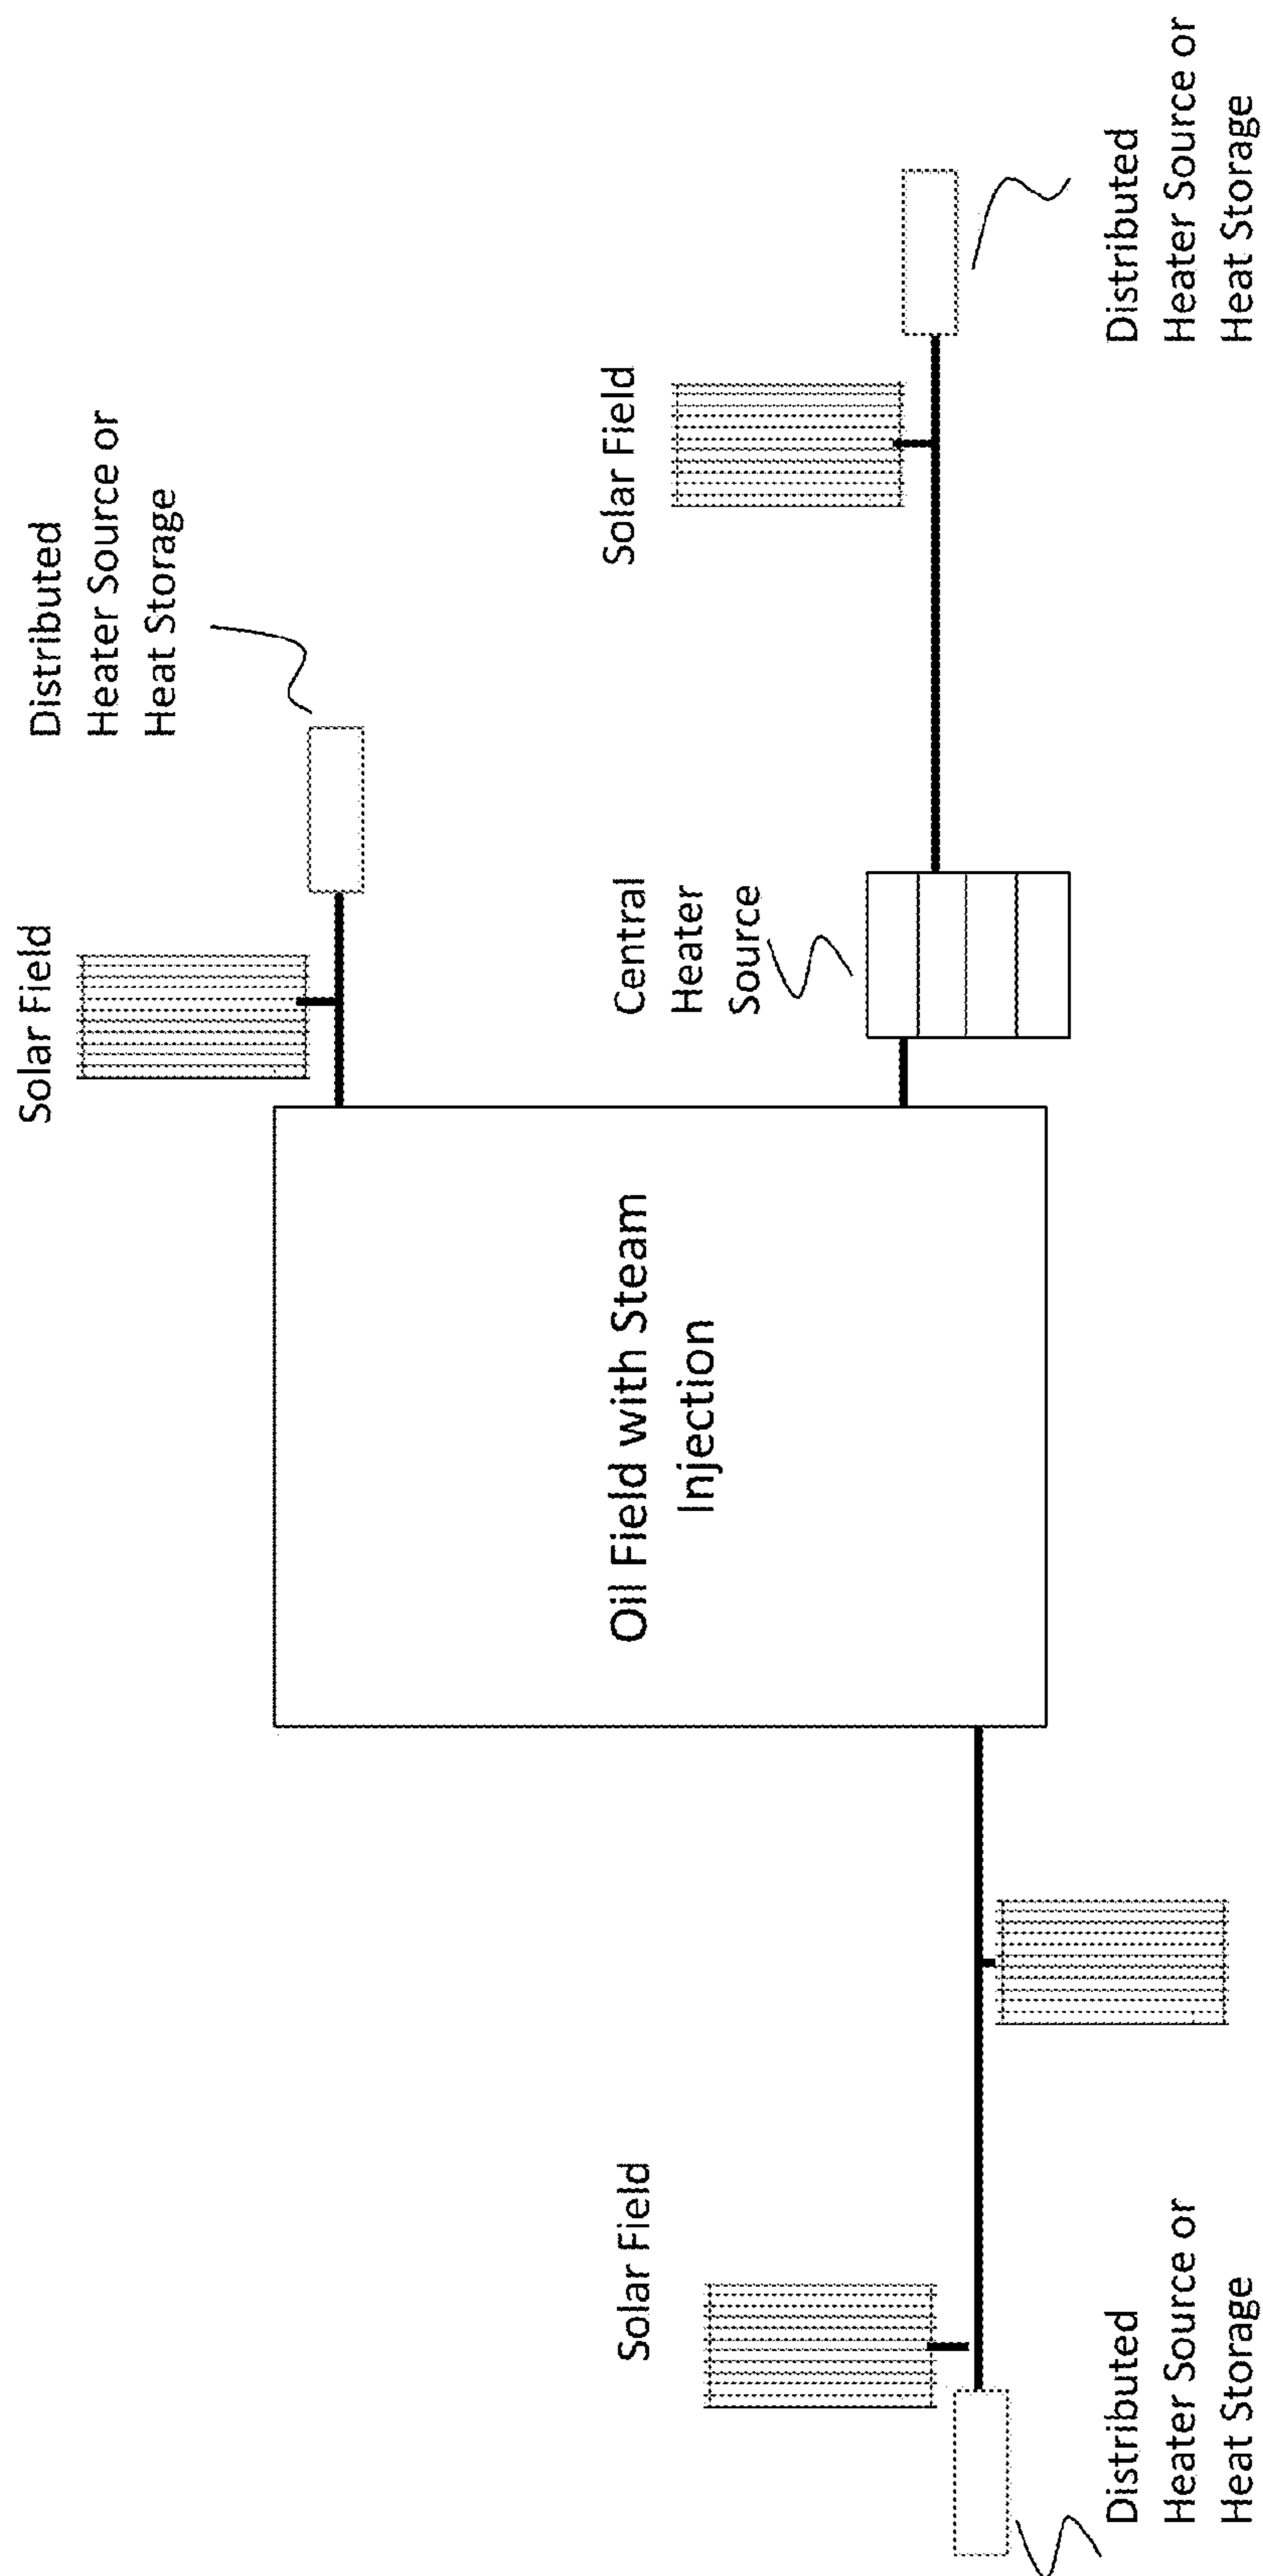 Solar Field
Distributed
Heater Source or
Heat Storage
Oil Field with Steam
Injection
Solar Field
Central
Heater
Source
Solar Field
Distributed
Heater Source or
Heat Storage
Distributed
Heater Source or
Heat Storage